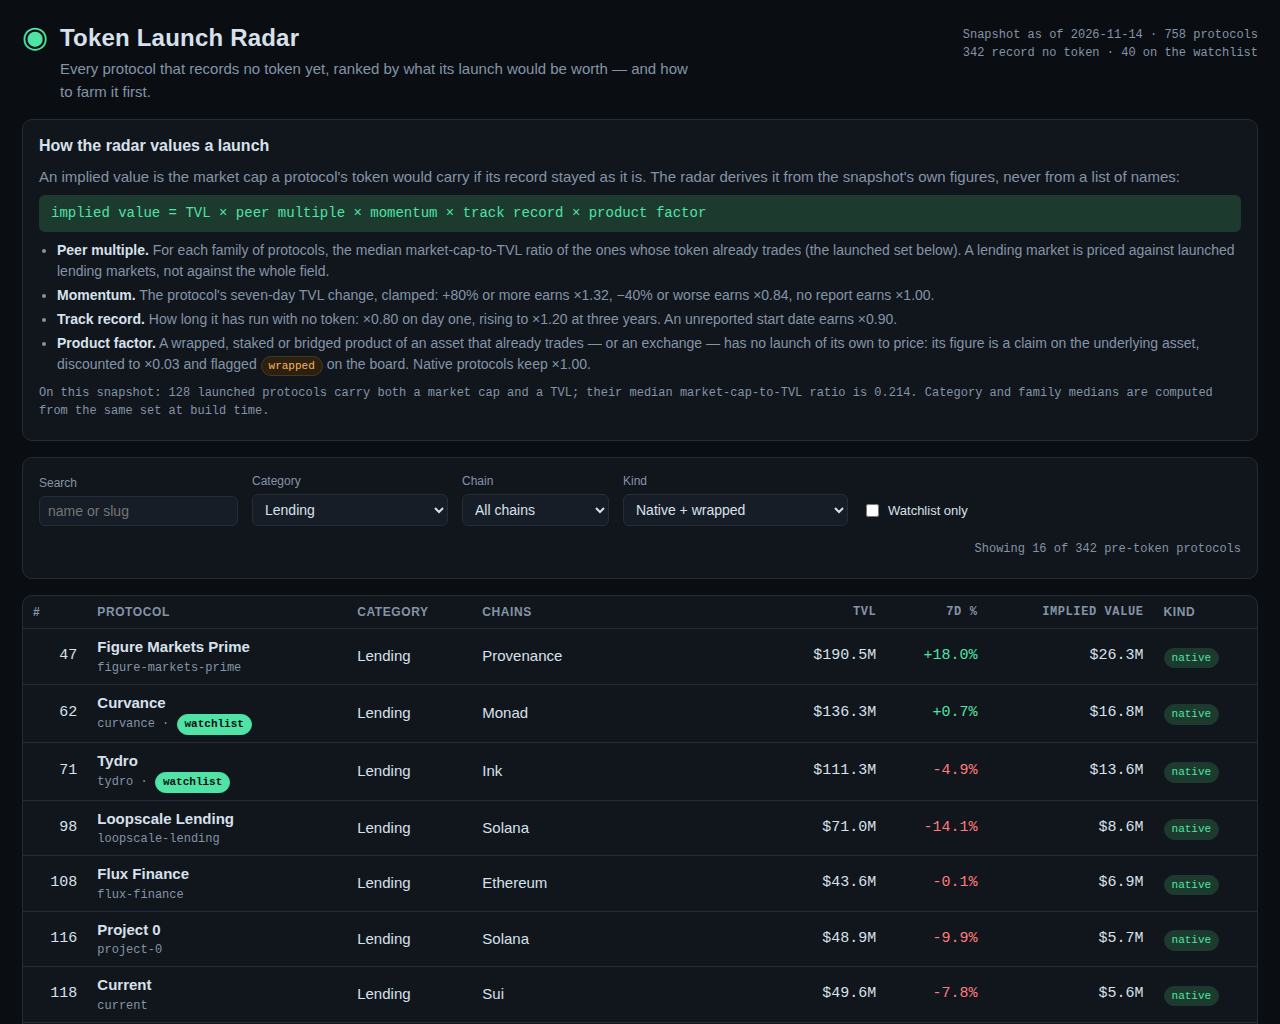 Token Launch Radar
Every protocol that records no token yet, ranked by what its launch would be worth — and how
to farm it first.
Snapshot as of 2026-11-14 · 758 protocols
342 record no token · 40 on the watchlist
How the radar values a launch
An implied value is the market cap a protocol's token would carry if its record stayed as it is. The radar derives it from the snapshot's own figures, never from a list of names:
implied value = TVL × peer multiple × momentum × track record × product factor
• Peer multiple. For each family of protocols, the median market-cap-to-TVL ratio of the ones whose token already trades (the launched set below). A lending market is priced against launched
lending markets, not against the whole field.
• Momentum. The protocol's seven-day TVL change, clamped: +80% or more earns ×1.32, −40% or worse earns ×0.84, no report earns ×1.00.
• Track record. How long it has run with no token: ×0.80 on day one, rising to ×1.20 at three years. An unreported start date earns ×0.90.
• Product factor. A wrapped, staked or bridged product of an asset that already trades — or an exchange — has no launch of its own to price: its figure is a claim on the underlying asset,
discounted to ×0.03 and flagged wrapped on the board. Native protocols keep ×1.00.
On this snapshot: 128 launched protocols carry both a market cap and a TVL; their median market-cap-to-TVL ratio is 0.214. Category and family medians are computed
from the same set at build time.
Search Category Chain Kind
name or slug Lending All chains Native + wrapped Watchlist only
Showing 16 of 342 pre-token protocols
# PROTOCOL CATEGORY CHAINS TVL 7D % IMPLIED VALUE KIND
47 Figure Markets Prime Lending Provenance $190.5M +18.0% $26.3M native
figure-markets-prime
62 Curvance Lending Monad $136.3M +0.7% $16.8M native
curvance · watchlist
71 Tydro Lending Ink $111.3M -4.9% $13.6M native
tydro · watchlist
98 Loopscale Lending Lending Solana $71.0M -14.1% $8.6M native
loopscale-lending
108 Flux Finance Lending Ethereum $43.6M -0.1% $6.9M native
flux-finance
116 Project 0 Lending Solana $48.9M -9.9% $5.7M native
project-0
118 Current Lending Sui $49.6M -7.8% $5.6M native
current